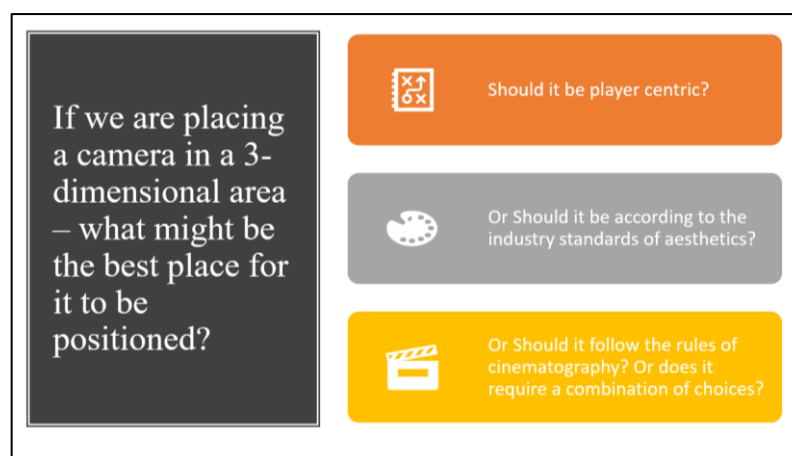 If we are placing
a camera in a 3-
dimensional area
– what might be
the best place for
it to be
positioned?
Should it be player centric?
Or Should it be according to the
industry standards of aesthetics?
Or Should it follow the rules of
cinematography? Or does it
require a combination of choices?